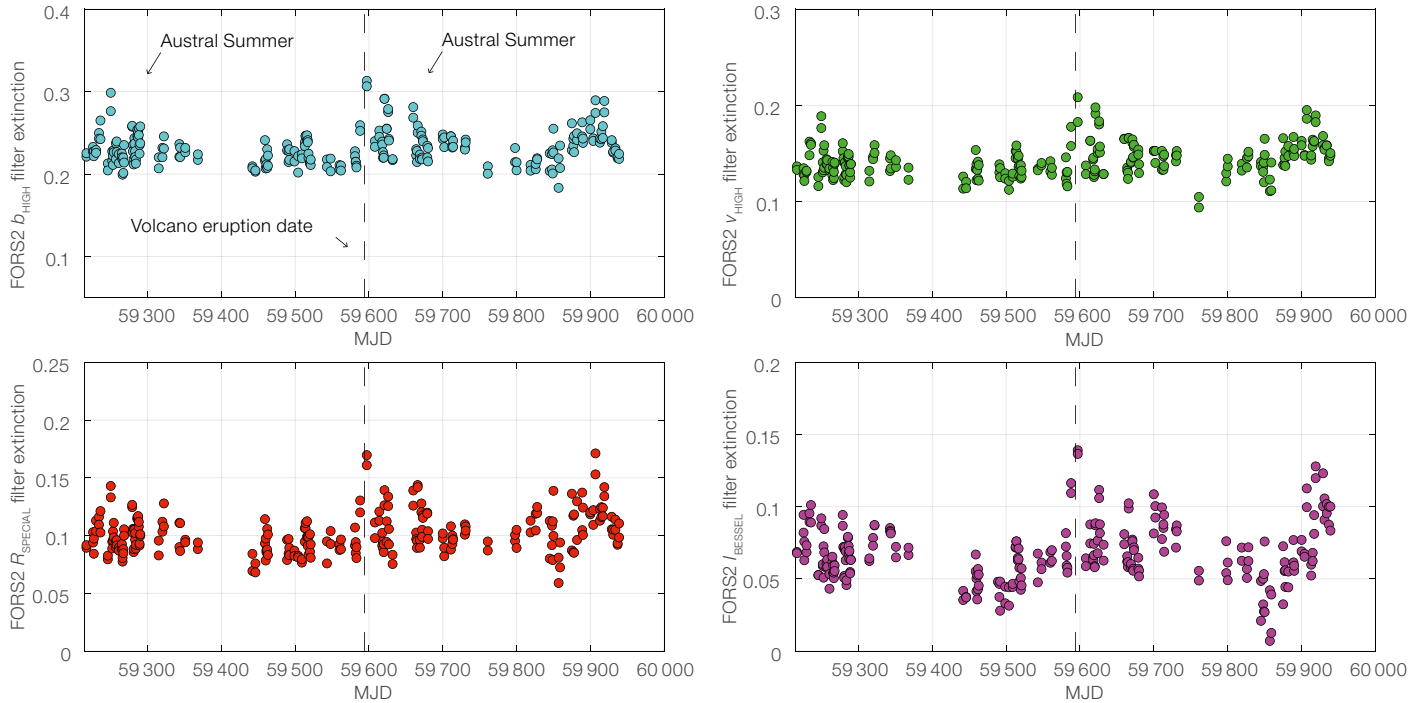 0.4
0.3
0.2
0.1
FORS2 b_HIGH filter extinction
Austral Summer
Austral Summer
Volcano eruption date
59 300 59 400 59 500 59 600 59 700 59 800 59 900 60 000
MJD
0.3
0.2
0.1
0
FORS2 v_HIGH filter extinction
59 300 59 400 59 500 59 600 59 700 59 800 59 900 60 000
MJD
0.25
0.2
0.15
0.1
0.05
0
FORS2 R_SPECIAL filter extinction
59 300 59 400 59 500 59 600 59 700 59 800 59 900 60 000
MJD
0.2
0.15
0.1
0.05
0
FORS2 I_BESSEL filter extinction
59 300 59 400 59 500 59 600 59 700 59 800 59 900 60 000
MJD